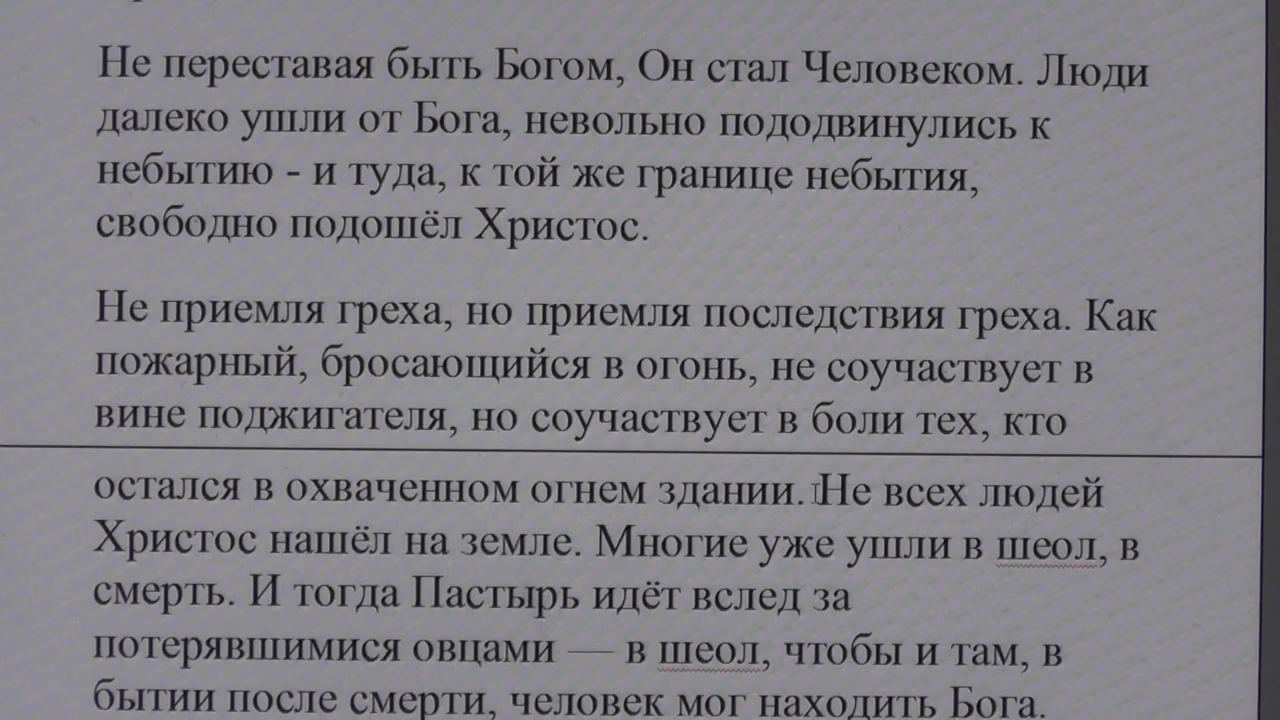 Не переставая быть Богом, Он стал Человеком. Люди
далеко ушли от Бога, невольно пододвинулись к
небытию - и туда, к той же границе небытия,
свободно подошёл Христос.
Не приемля греха, но приемля последствия греха. Как
пожарный, бросающийся в огонь, не соучаствует в
вине поджигателя, но соучаствует в боли тех, кто
остался в охваченном огнем здании. Не всех людей
Христос нашёл на земле. Многие уже ушли в шеол, в
смерть. И тогда Пастырь идёт вслед за
потерявшимися овцами — в шеол, чтобы и там, в
бытии после смерти, человек мог находить Бога.